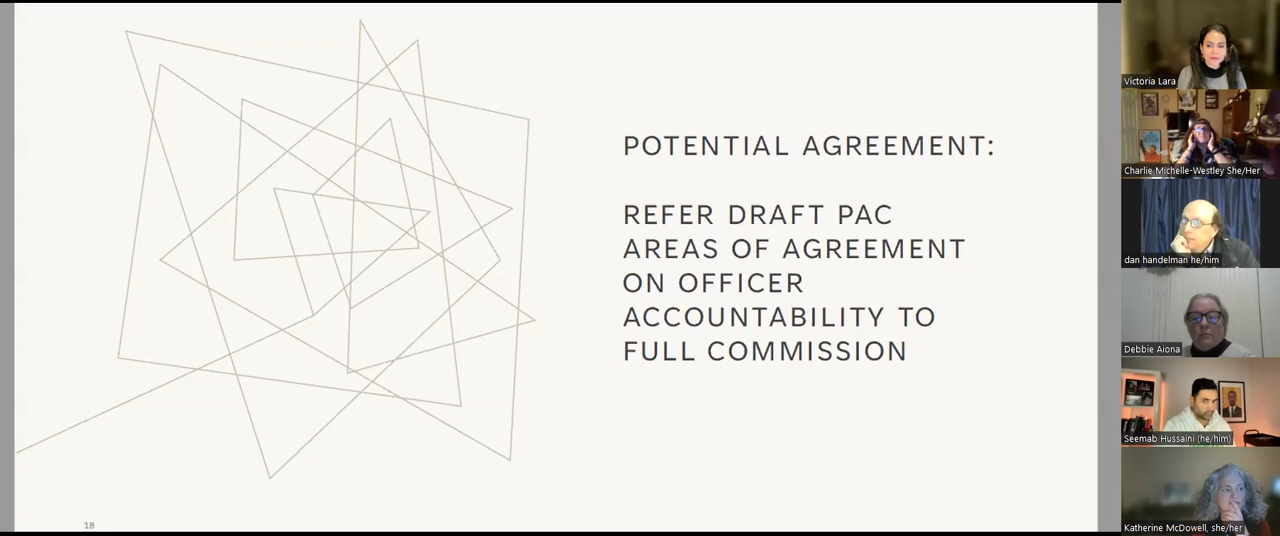 POTENTIAL AGREEMENT:
REFER DRAFT PAC
AREAS OF AGREEMENT
ON OFFICER
ACCOUNTABILITY TO
FULL COMMISSION
18
Victoria Lara
Charlie Michelle-Westley She/Her
dan handelman he/him
Debbie Aiona
Seemab Hussaini (he/him)
Katherine McDowell, she/her